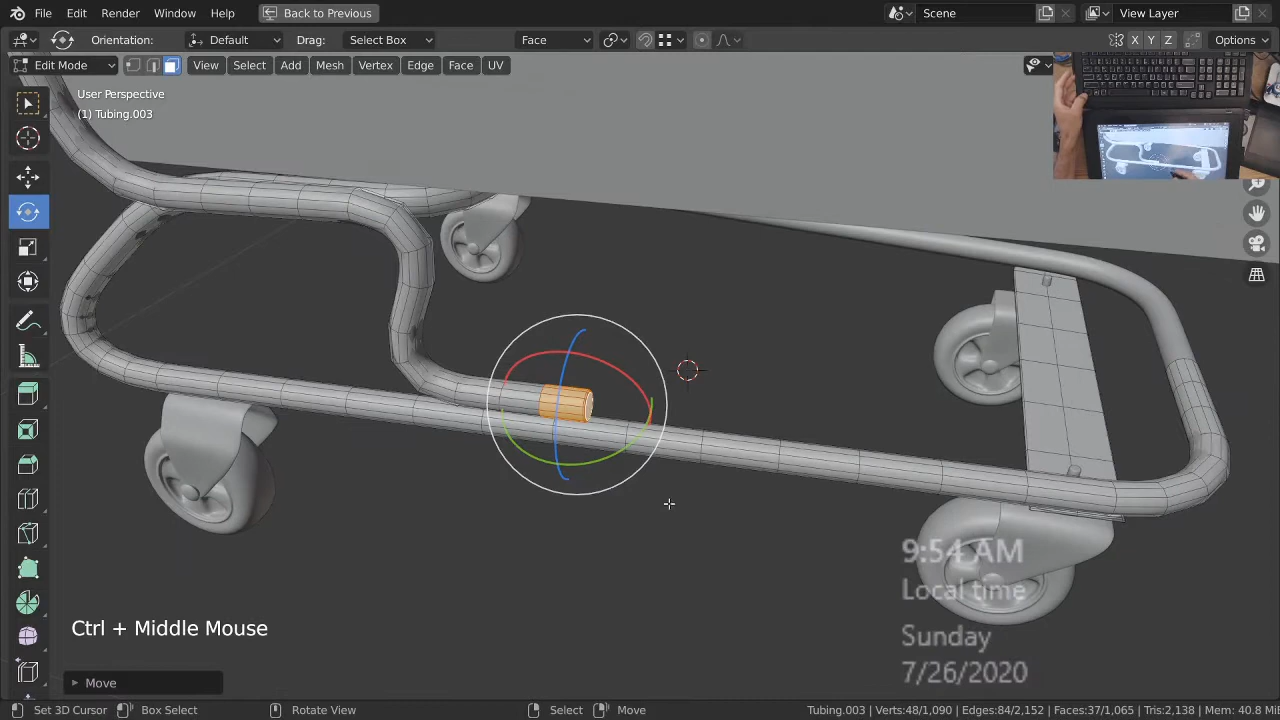 File Edit Render Window Help Back to Previous Scene View Layer
Orientation: Default Drag: Select Box Face X Y Z Options
Edit Mode View Select Add Mesh Vertex Edge Face UV
User Perspective
(1) Tubing.003
9:54 AM
Local time
Sunday
7/26/2020
Ctrl + Middle Mouse
Move
Set 3D Cursor Box Select Rotate View Select Move Tubing.003 | Verts:48/1,090 | Edges:84/2,152 | Faces:37/1,065 | Tris:2,138 | Mem: 40.8 Mi